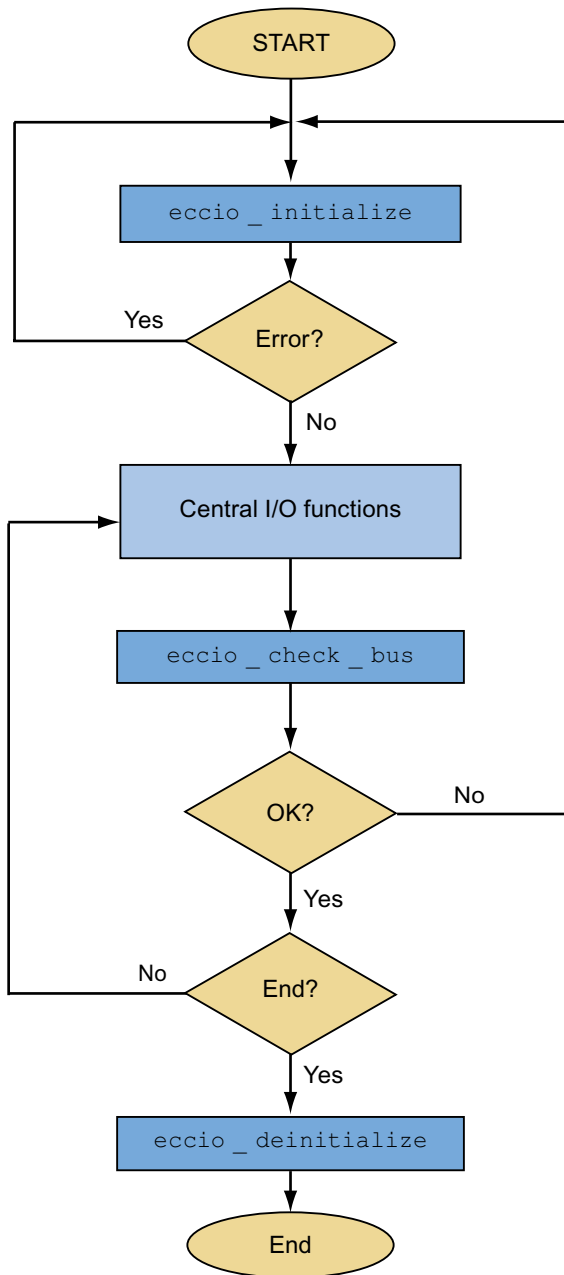 START
eccio _ initialize
Yes
Error?
No
Central I/O functions
eccio _ check _ bus
OK?
No
Yes
No
End?
Yes
eccio _ deinitialize
End